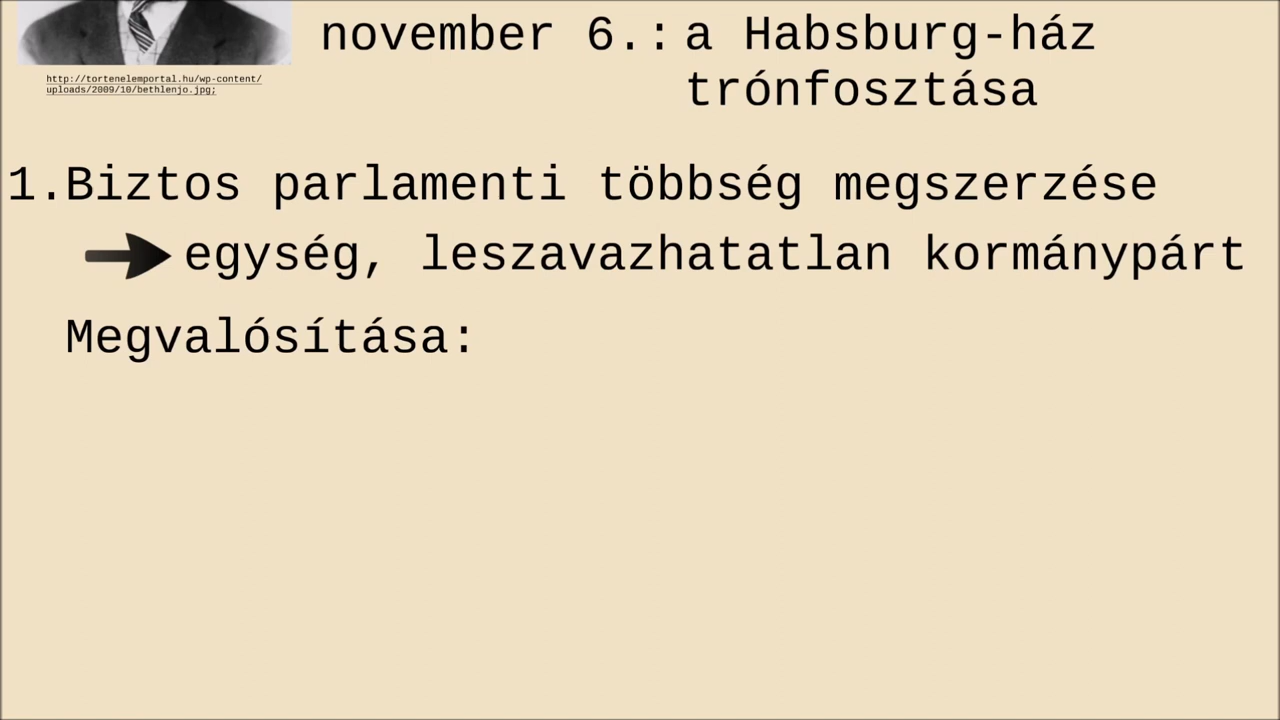 november 6.: a Habsburg-ház
trónfosztása
http://tortenelemportal.hu/wp-content/
uploads/2009/10/bethlenjo.jpg;
1.Biztos parlamenti többség megszerzése
egység, leszavazhatatlan kormánypárt
Megvalósítása: